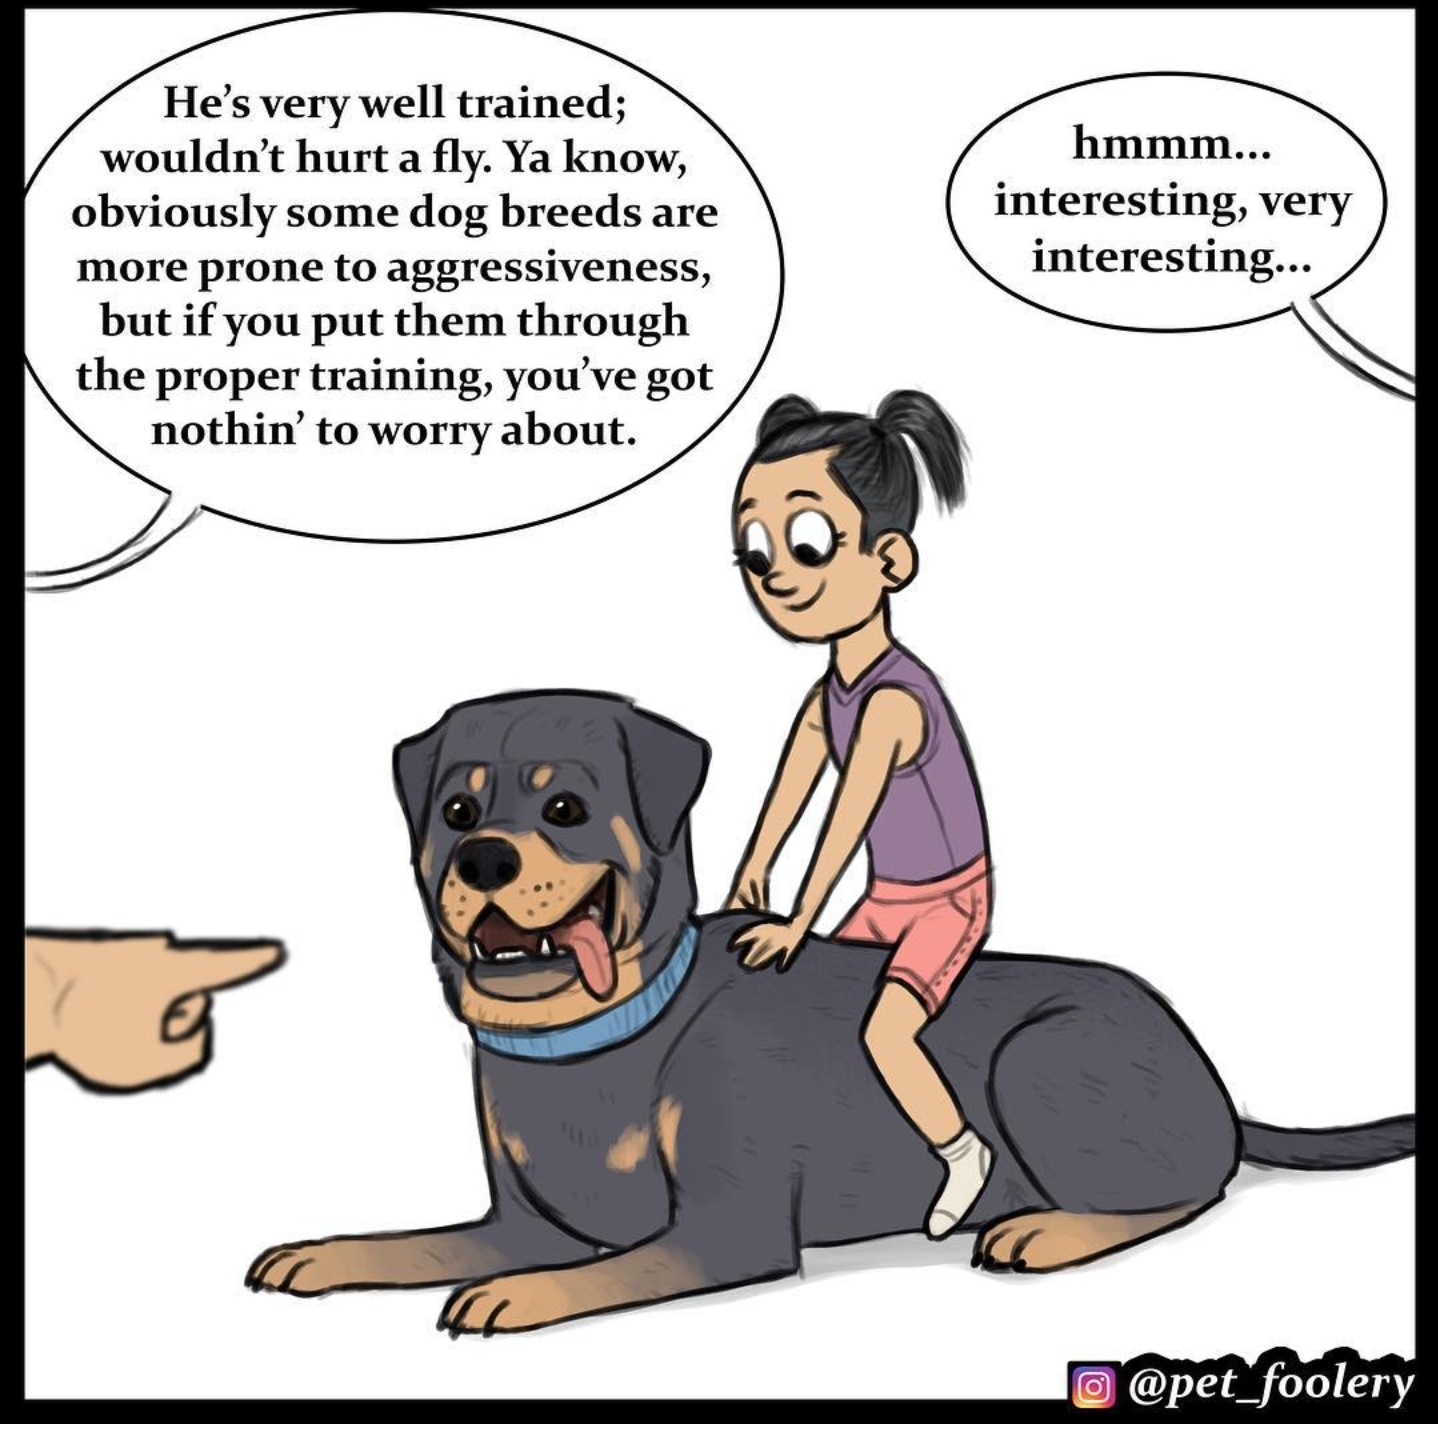 He's very well trained;
wouldn't hurt a fly. Ya know,
obviously some dog breeds are
more prone to aggressiveness,
but if you put them through
the proper training, you've got
nothin' to worry about.
hmmm...
interesting, very
interesting...
@pet_foolery